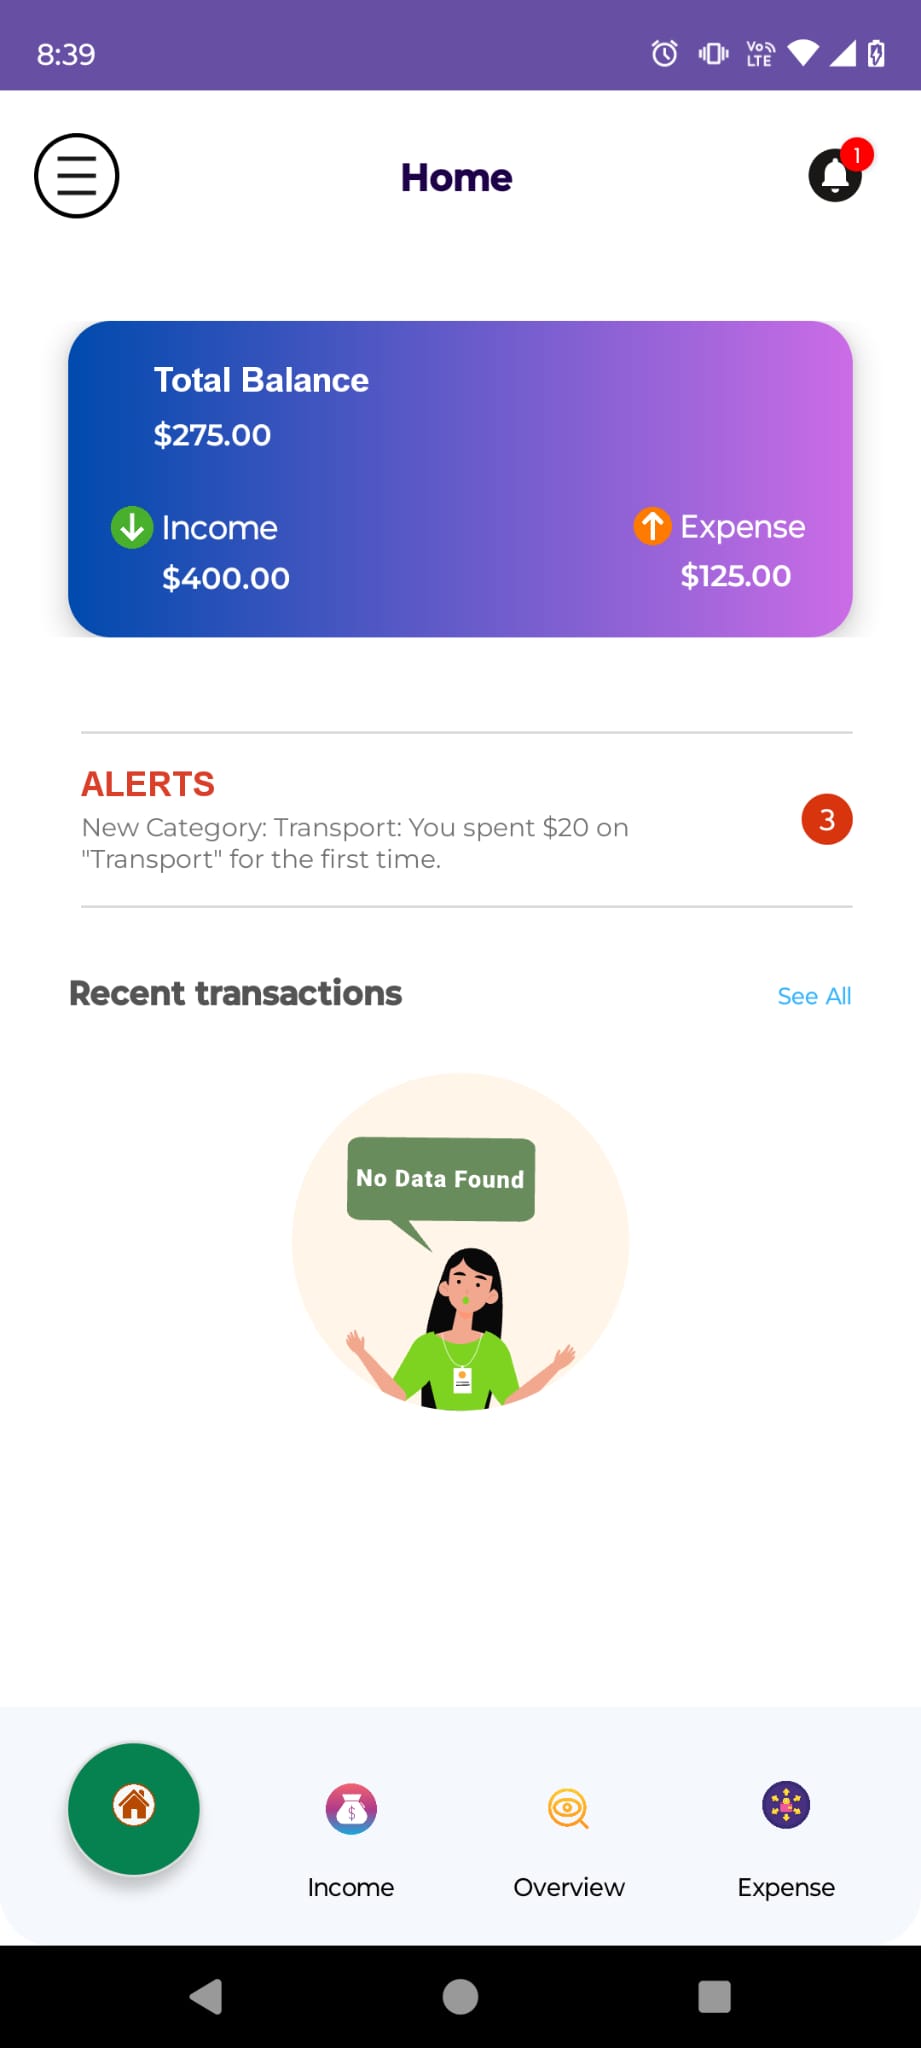 8:39
Vo LTE
Home
1
Total Balance
$275.00
Income
Expense
$400.00
$125.00
ALERTS
New Category: Transport: You spent $20 on
"Transport" for the first time.
3
Recent transactions
See All
No Data Found
$
Income
Overview
Expense